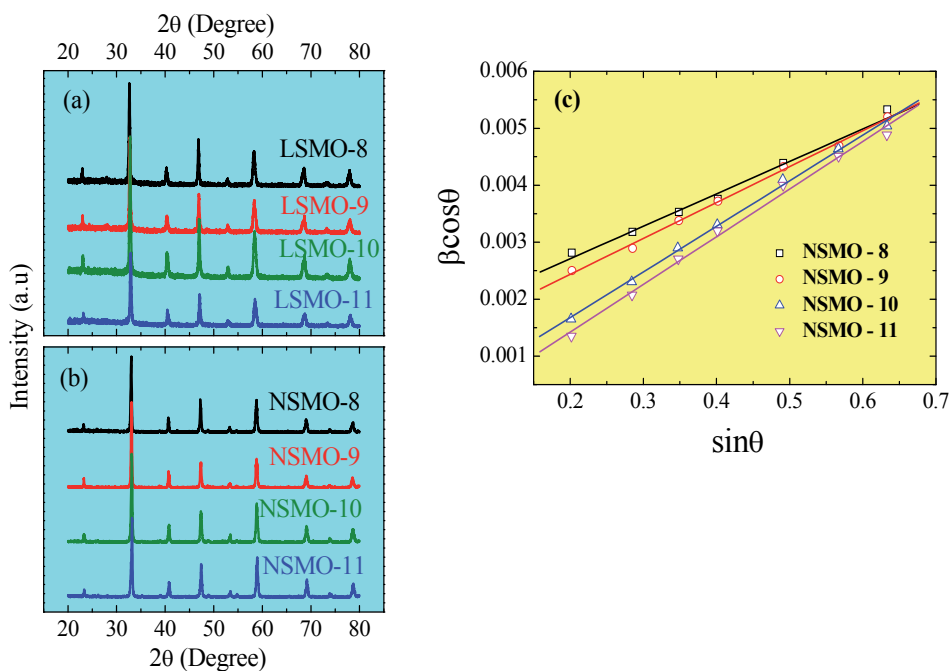 2θ (Degree)
20 30 40 50 60 70 80
(a)
LSMO-8
LSMO-9
LSMO-10
LSMO-11
Intensity (a.u)
(b)
NSMO-8
NSMO-9
NSMO-10
NSMO-11
20 30 40 50 60 70 80
2θ (Degree)
(c)
0.006
0.005
0.004
0.003
0.002
0.001
βcosθ
NSMO - 8
NSMO - 9
NSMO - 10
NSMO - 11
0.2 0.3 0.4 0.5 0.6 0.7
sinθ